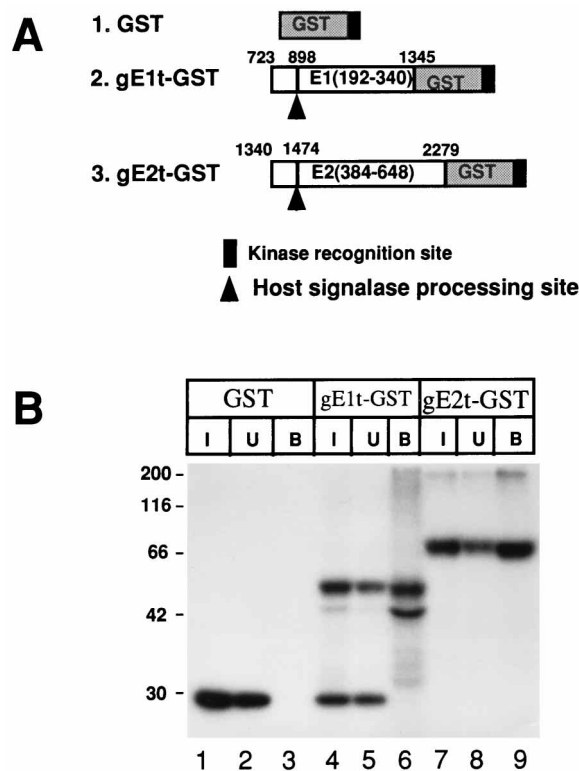 A
1. GST
GST
723 898 1345
2. gE1t-GST
E1(192-340)
GST
1340 1474 2279
3. gE2t-GST
E2(384-648)
GST
Kinase recognition site
Host signalase processing site
B
GST gE1t-GST gE2t-GST
I U B I U B I U B
200 -
116 -
66 -
42 -
30 -
1 2 3 4 5 6 7 8 9